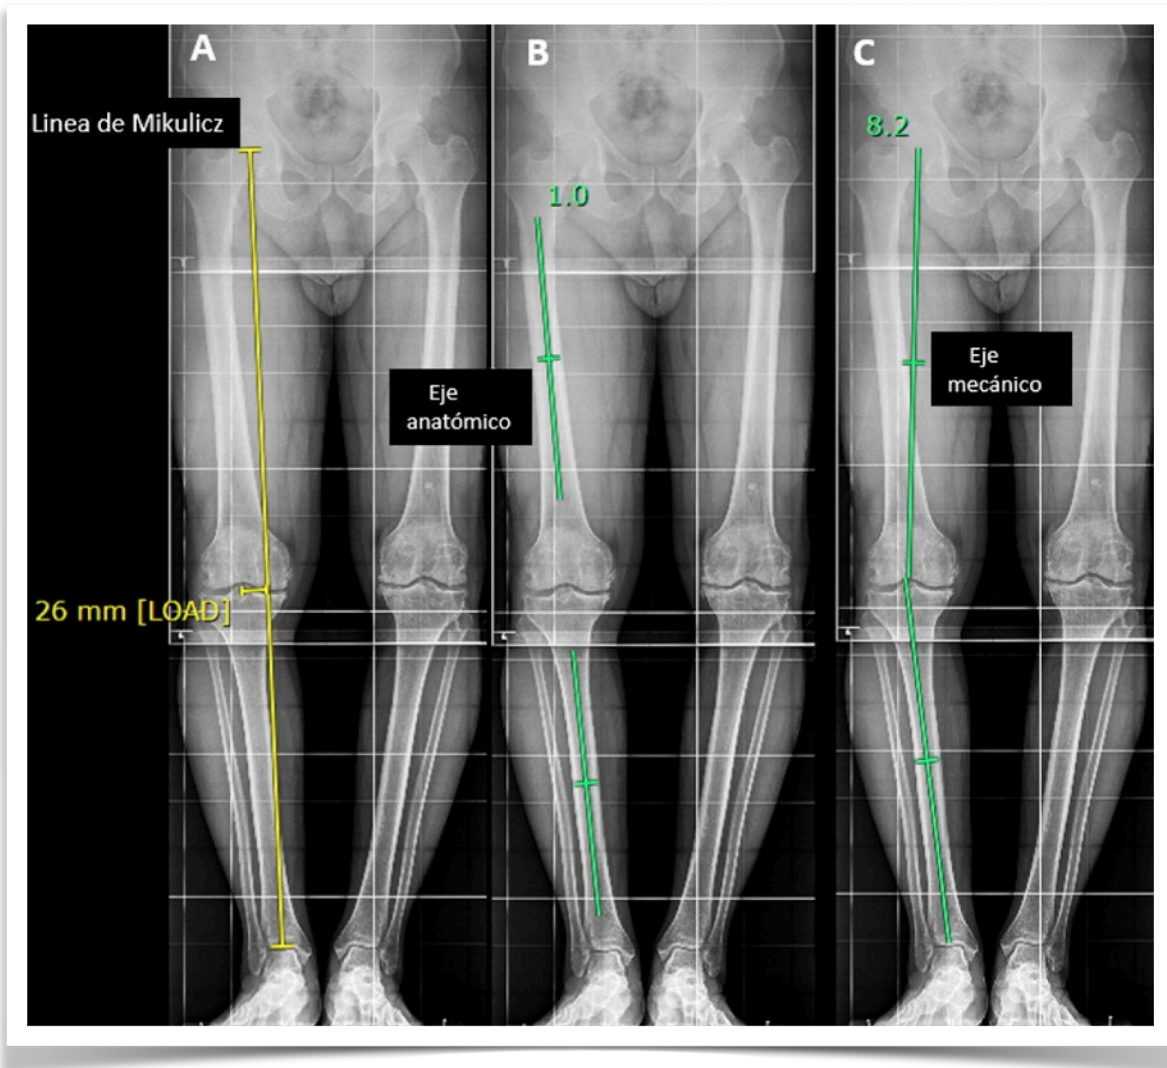 A
B
C
Linea de Mikulicz
8.2
1.0
Eje
mecánico
Eje
anatómico
26 mm [LOAD]